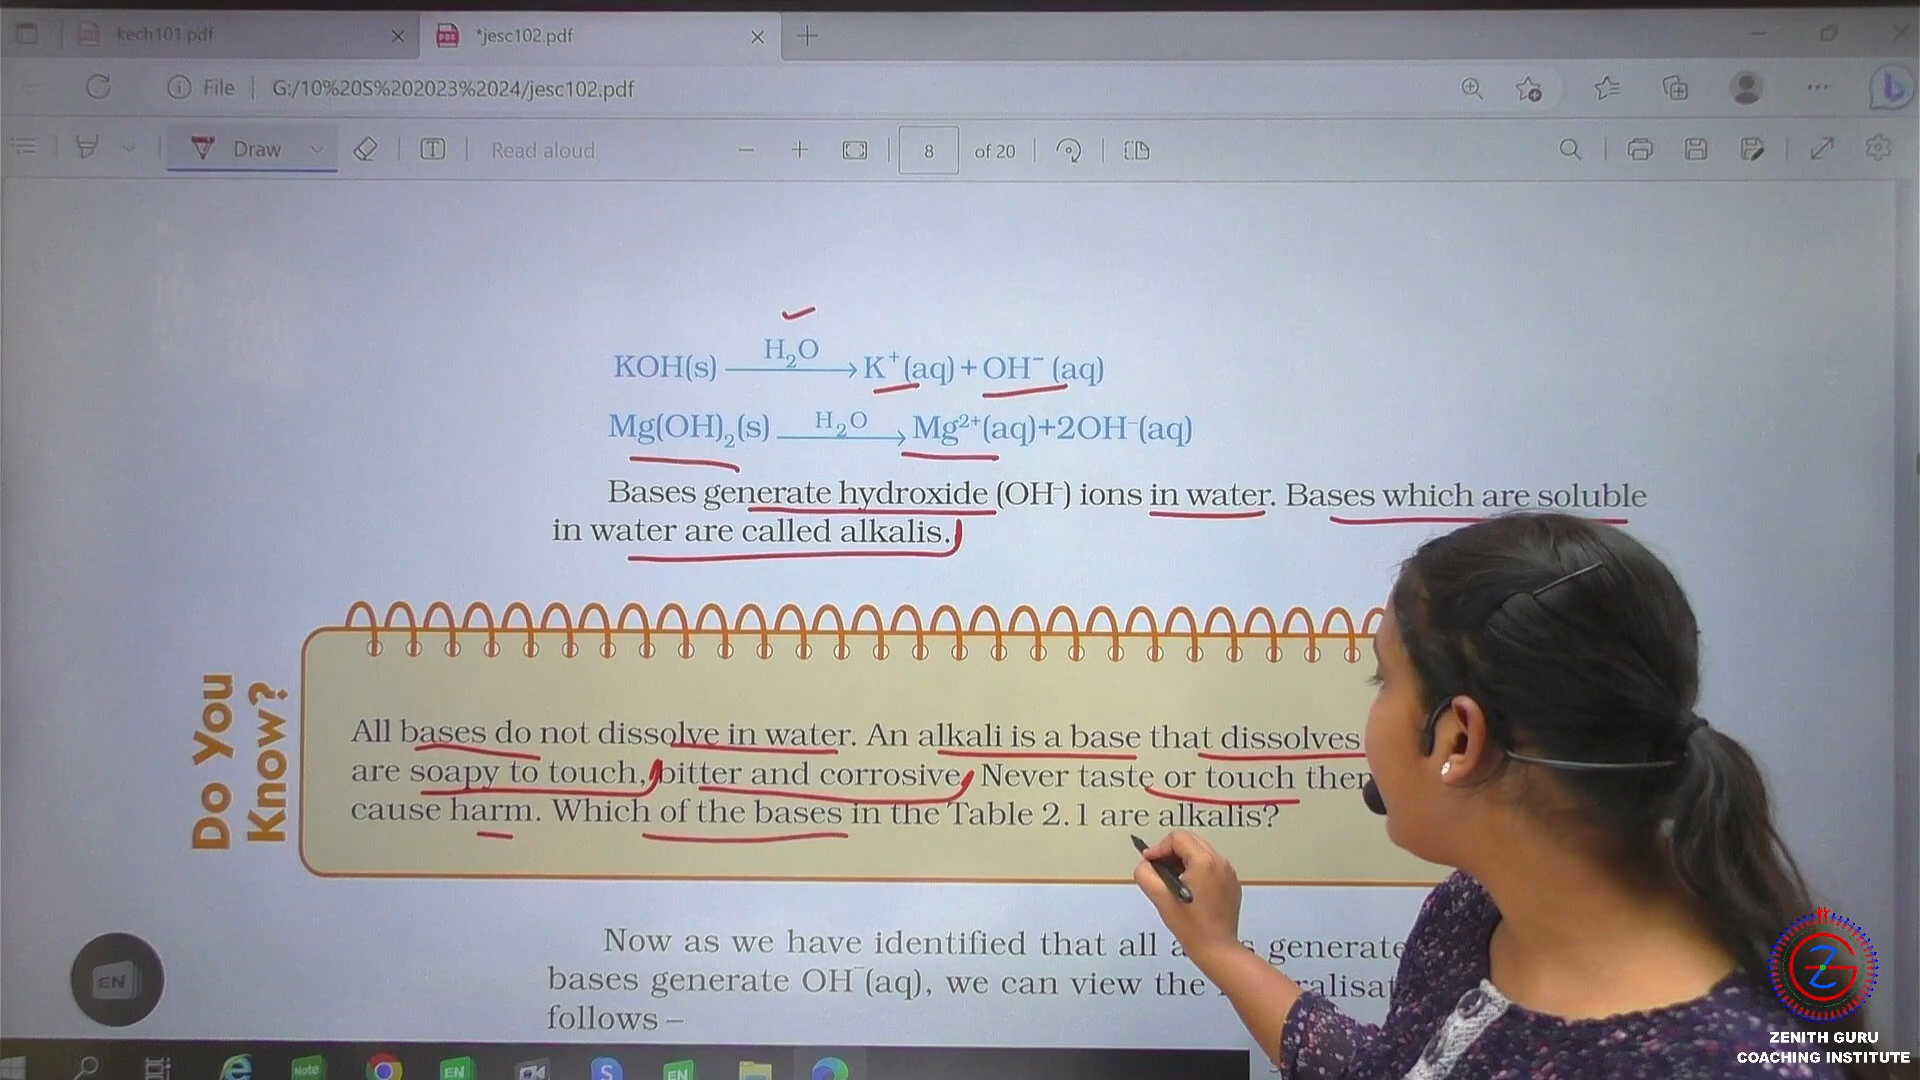 kech101.pdf
*jesc102.pdf
File
G:/10%20S%202023%2024/jesc102.pdf
Draw
Read aloud
8
of 20
KOH(s) H₂O→ K⁺(aq)+OH⁻(aq)
Mg(OH)₂(s) H₂O→ Mg²⁺(aq)+2OH⁻(aq)
Bases generate hydroxide (OH⁻) ions in water. Bases which are soluble
in water are called alkalis.
Do You
Know?
All bases do not dissolve in water. An alkali is a base that dissolves
are soapy to touch, bitter and corrosive. Never taste or touch
cause harm. Which of the bases in the Table 2.1 are alkalis?
Now as we have identified that all generate
bases generate OH⁻(aq), we can view the
follows –
EN
Note
EN
S
EN
ZENITH GURU
COACHING INSTITUTE